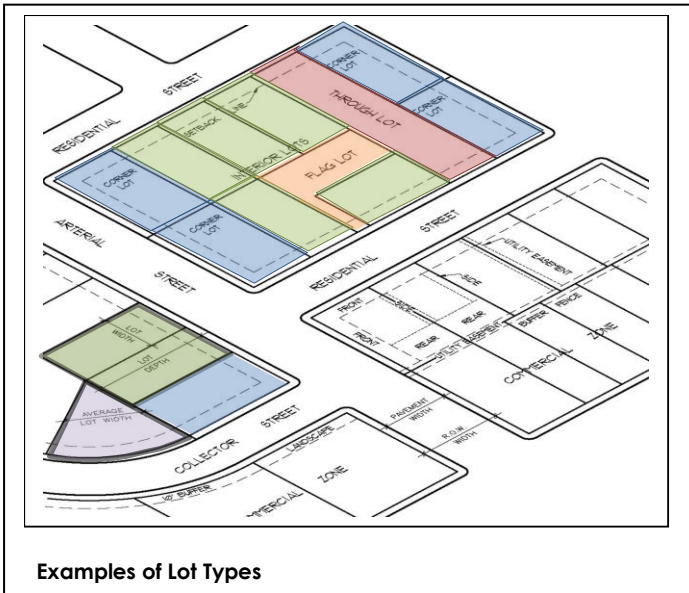 RESIDENTIAL STREET
CORNER LOT
CORNER LOT
THROUGH LOT
SETBACK LINE
INTERIOR LOTS
FLAG LOT
CORNER LOT
CORNER LOT
ARTERIAL STREET
RESIDENTIAL STREET
UTILITY EASEMENT
FRONT
SIDE
SIDE
FRONT
REAR
REAR
UTILITY EASEMENT
BUFFER FENCE
COMMERCIAL ZONE
LOT WIDTH
LOT DEPTH
AVERAGE LOT WIDTH
COLLECTOR STREET
PAVEMENT WIDTH
R.O.W WIDTH
LANDSCAPE
10' BUFFER
MMERCIAL ZONE
Examples of Lot Types